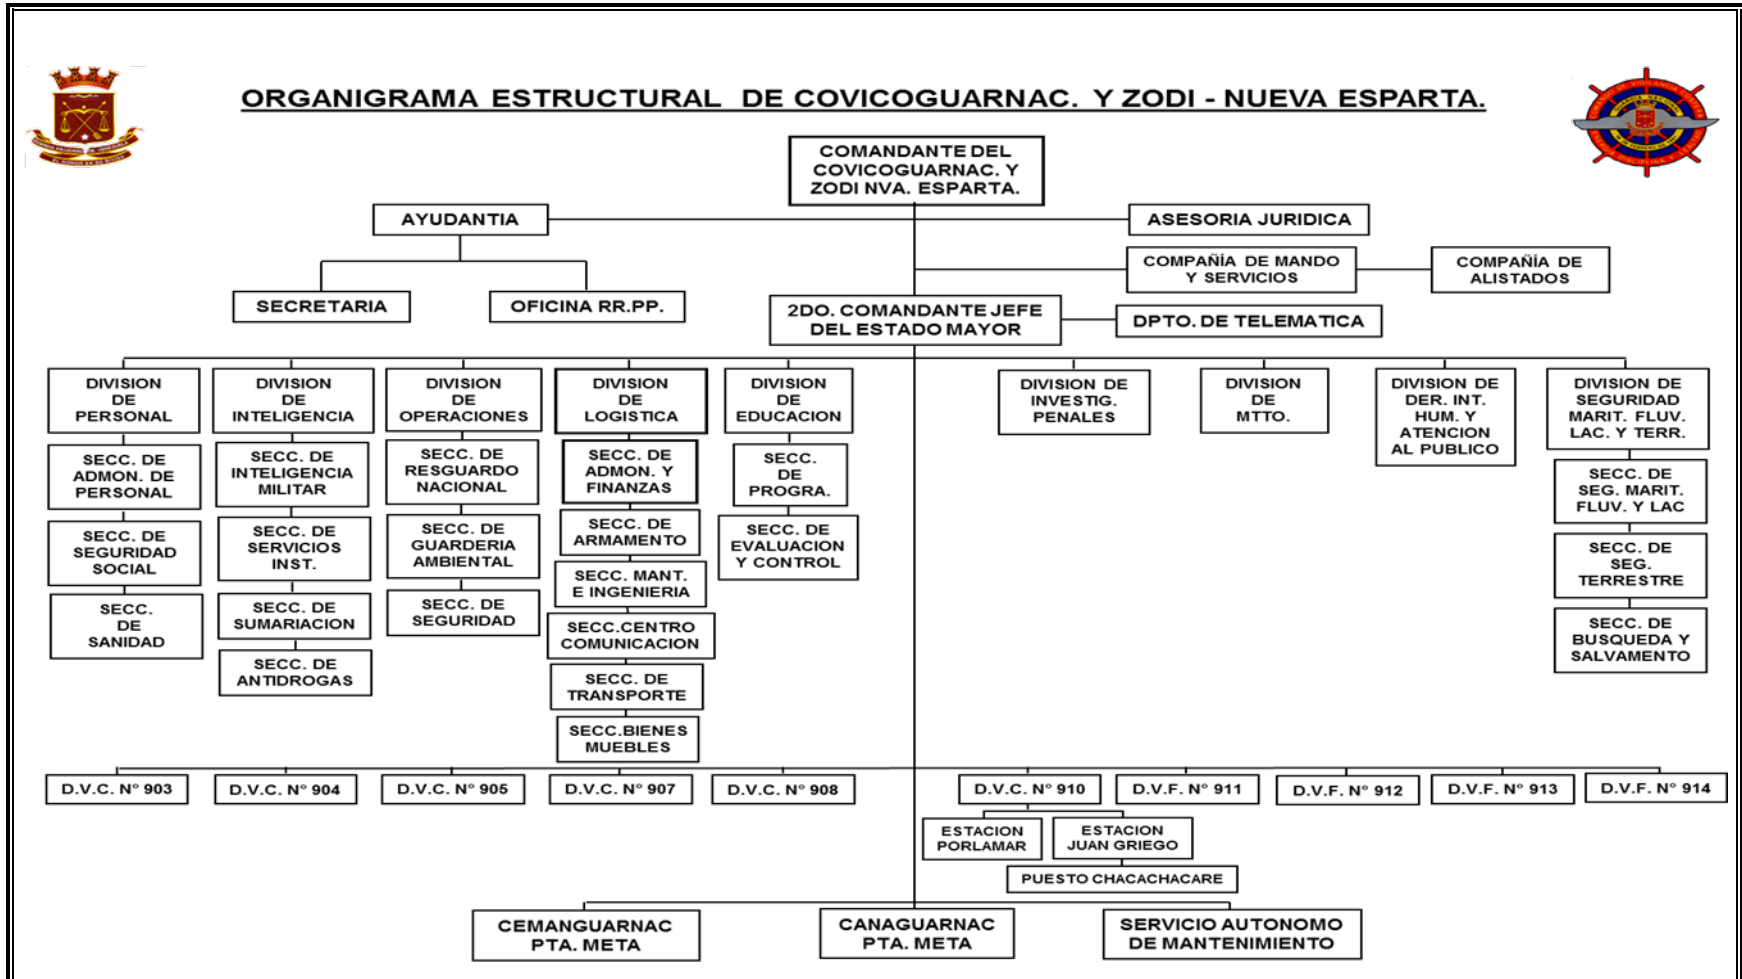 ORGANIGRAMA ESTRUCTURAL DE COVICOGUARNAC. Y ZODI - NUEVA ESPARTA.
COMANDANTE DEL
COVICOGUARNAC. Y
ZODI NVA. ESPARTA.
AYUDANTIA
ASESORIA JURIDICA
COMPAÑÍA DE MANDO
Y SERVICIOS
COMPAÑÍA DE
ALISTADOS
SECRETARIA
OFICINA RR.PP.
2DO. COMANDANTE JEFE
DEL ESTADO MAYOR
DPTO. DE TELEMATICA
DIVISION
DE
PERSONAL
DIVISION
DE
INTELIGENCIA
DIVISION
DE
OPERACIONES
DIVISION
DE
LOGISTICA
DIVISION
DE
EDUCACION
DIVISION DE
INVESTIG.
PENALES
DIVISION
DE
MTTO.
DIVISION DE
DER. INT.
HUM. Y
ATENCION
AL PUBLICO
DIVISION DE
SEGURIDAD
MARIT. FLUV.
LAC. Y TERR.
SECC. DE
ADMON. DE
PERSONAL
SECC. DE
SEGURIDAD
SOCIAL
SECC.
DE
SANIDAD
SECC. DE
INTELIGENCIA
MILITAR
SECC. DE
SERVICIOS
INST.
SECC. DE
SUMARIACION
SECC. DE
ANTIDROGAS
SECC. DE
RESGUARDO
NACIONAL
SECC. DE
GUARDERIA
AMBIENTAL
SECC. DE
SEGURIDAD
SECC. DE
ADMON. Y
FINANZAS
SECC. DE
ARMAMENTO
SECC. MANT.
E INGENIERIA
SECC.CENTRO
COMUNICACION
SECC. DE
TRANSPORTE
SECC.BIENES
MUEBLES
SECC.
DE
PROGRA.
SECC. DE
EVALUACION
Y CONTROL
SECC. DE
SEG. MARIT.
FLUV. Y LAC
SECC. DE
SEG.
TERRESTRE
SECC. DE
BUSQUEDA Y
SALVAMENTO
D.V.C. N° 903
D.V.C. N° 904
D.V.C. N° 905
D.V.C. N° 907
D.V.C. N° 908
D.V.C. N° 910
D.V.F. N° 911
D.V.F. N° 912
D.V.F. N° 913
D.V.F. N° 914
ESTACION
PORLAMAR
ESTACION
JUAN GRIEGO
PUESTO CHACACHACARE
CEMANGUARNAC
PTA. META
CANAGUARNAC
PTA. META
SERVICIO AUTONOMO
DE MANTENIMIENTO